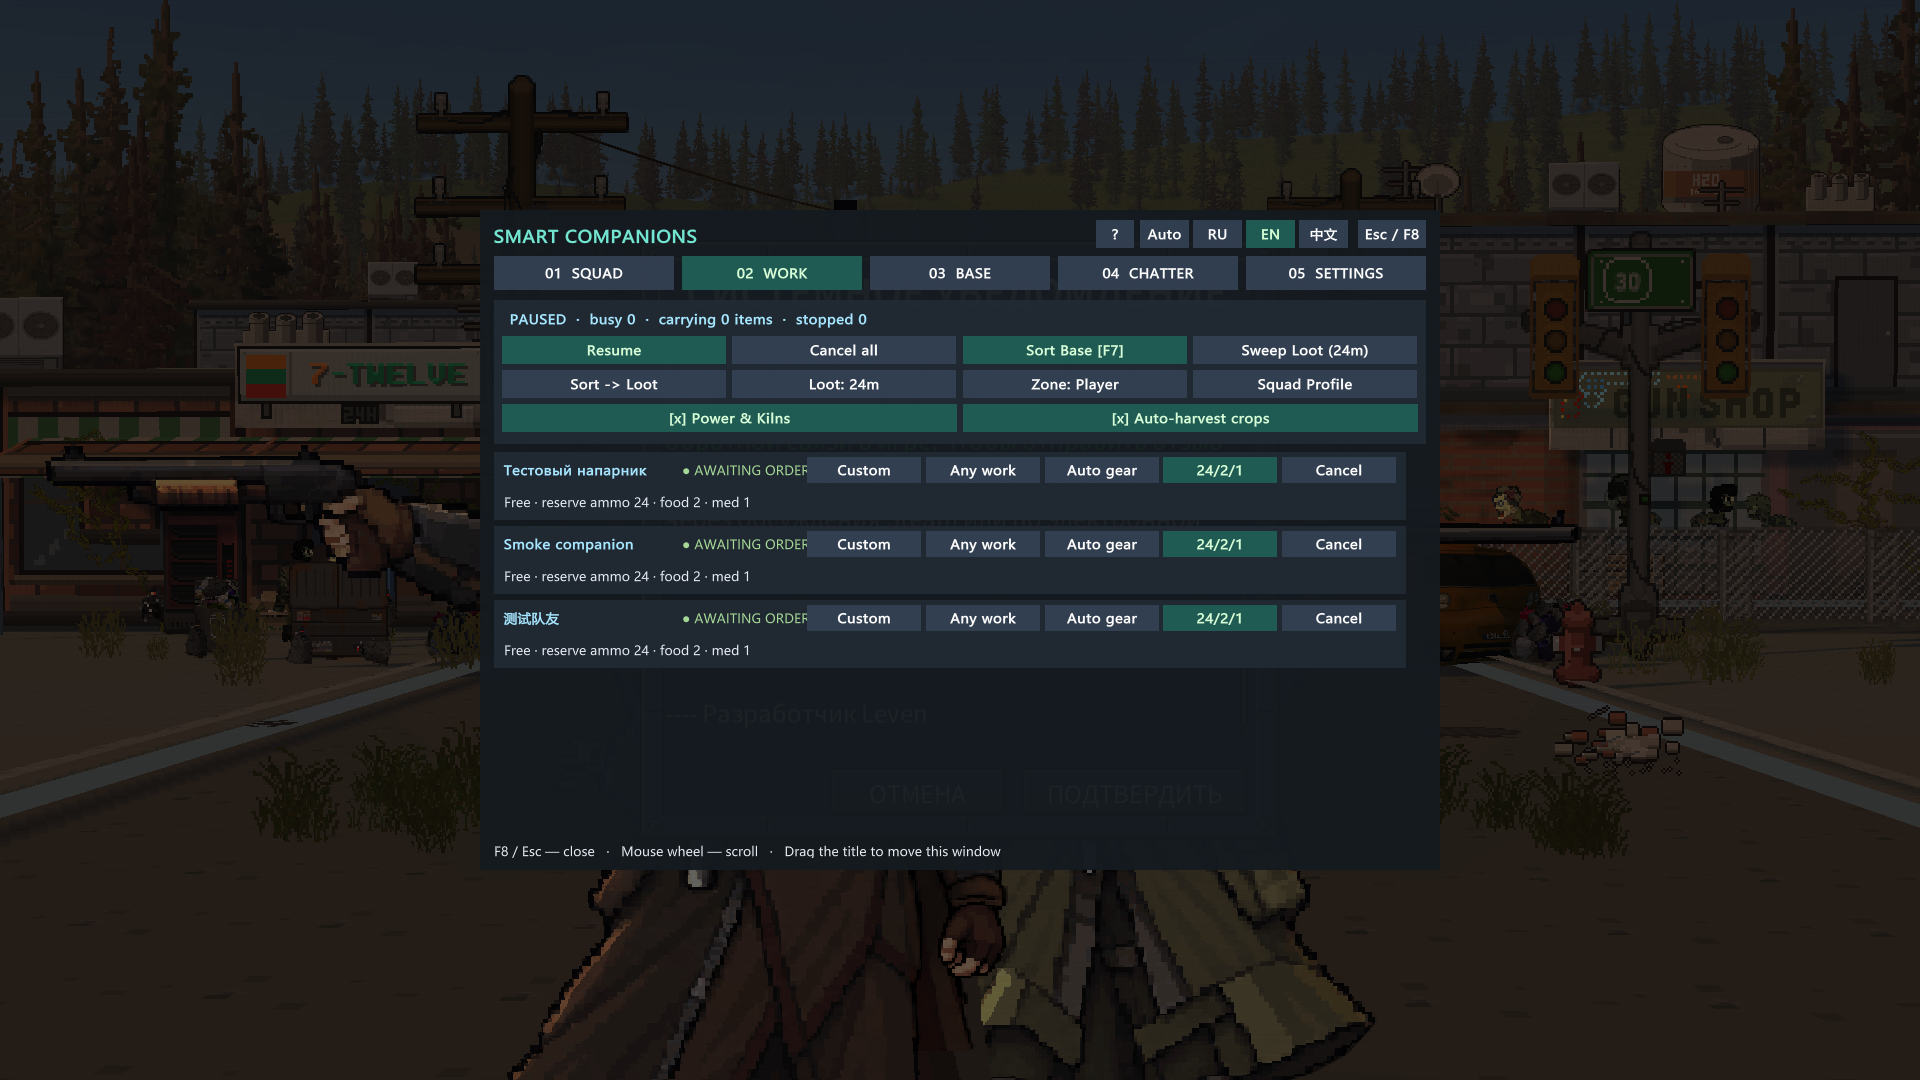 SMART COMPANIONS ? Auto RU EN 中文 Esc / F8
01 SQUAD 02 WORK 03 BASE 04 CHATTER 05 SETTINGS
PAUSED · busy 0 · carrying 0 items · stopped 0
Resume Cancel all Sort Base [F7] Sweep Loot (24m)
Sort -> Loot Loot: 24m Zone: Player Squad Profile
[x] Power & Kilns [x] Auto-harvest crops
Тестовый напарник ● AWAITING ORDER Custom Any work Auto gear 24/2/1 Cancel
Free · reserve ammo 24 · food 2 · med 1
Smoke companion ● AWAITING ORDER Custom Any work Auto gear 24/2/1 Cancel
Free · reserve ammo 24 · food 2 · med 1
测试队友 ● AWAITING ORDER Custom Any work Auto gear 24/2/1 Cancel
Free · reserve ammo 24 · food 2 · med 1
---- Разработчик Leven
ОТМЕНА ПОДТВЕРДИТЬ
F8 / Esc — close · Mouse wheel — scroll · Drag the title to move this window
7-TWELVE
24H
30
GUN SHOP
H2O